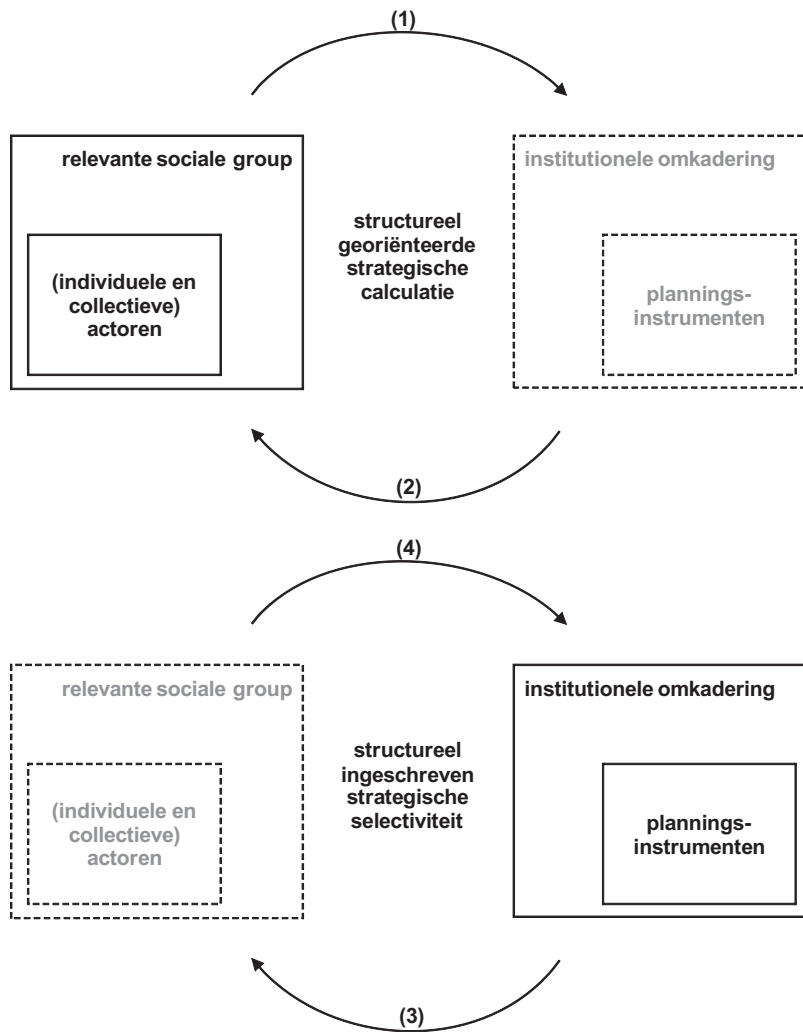 (1)
relevante sociale group
institutionele omkadering
structureel
georiënteerde
strategische
calculatie
(individuele en
collectieve)
actoren
plannings-
instrumenten
(2)
(4)
relevante sociale group
institutionele omkadering
structureel
ingeschreven
strategische
selectiviteit
(individuele en
collectieve)
actoren
plannings-
instrumenten
(3)